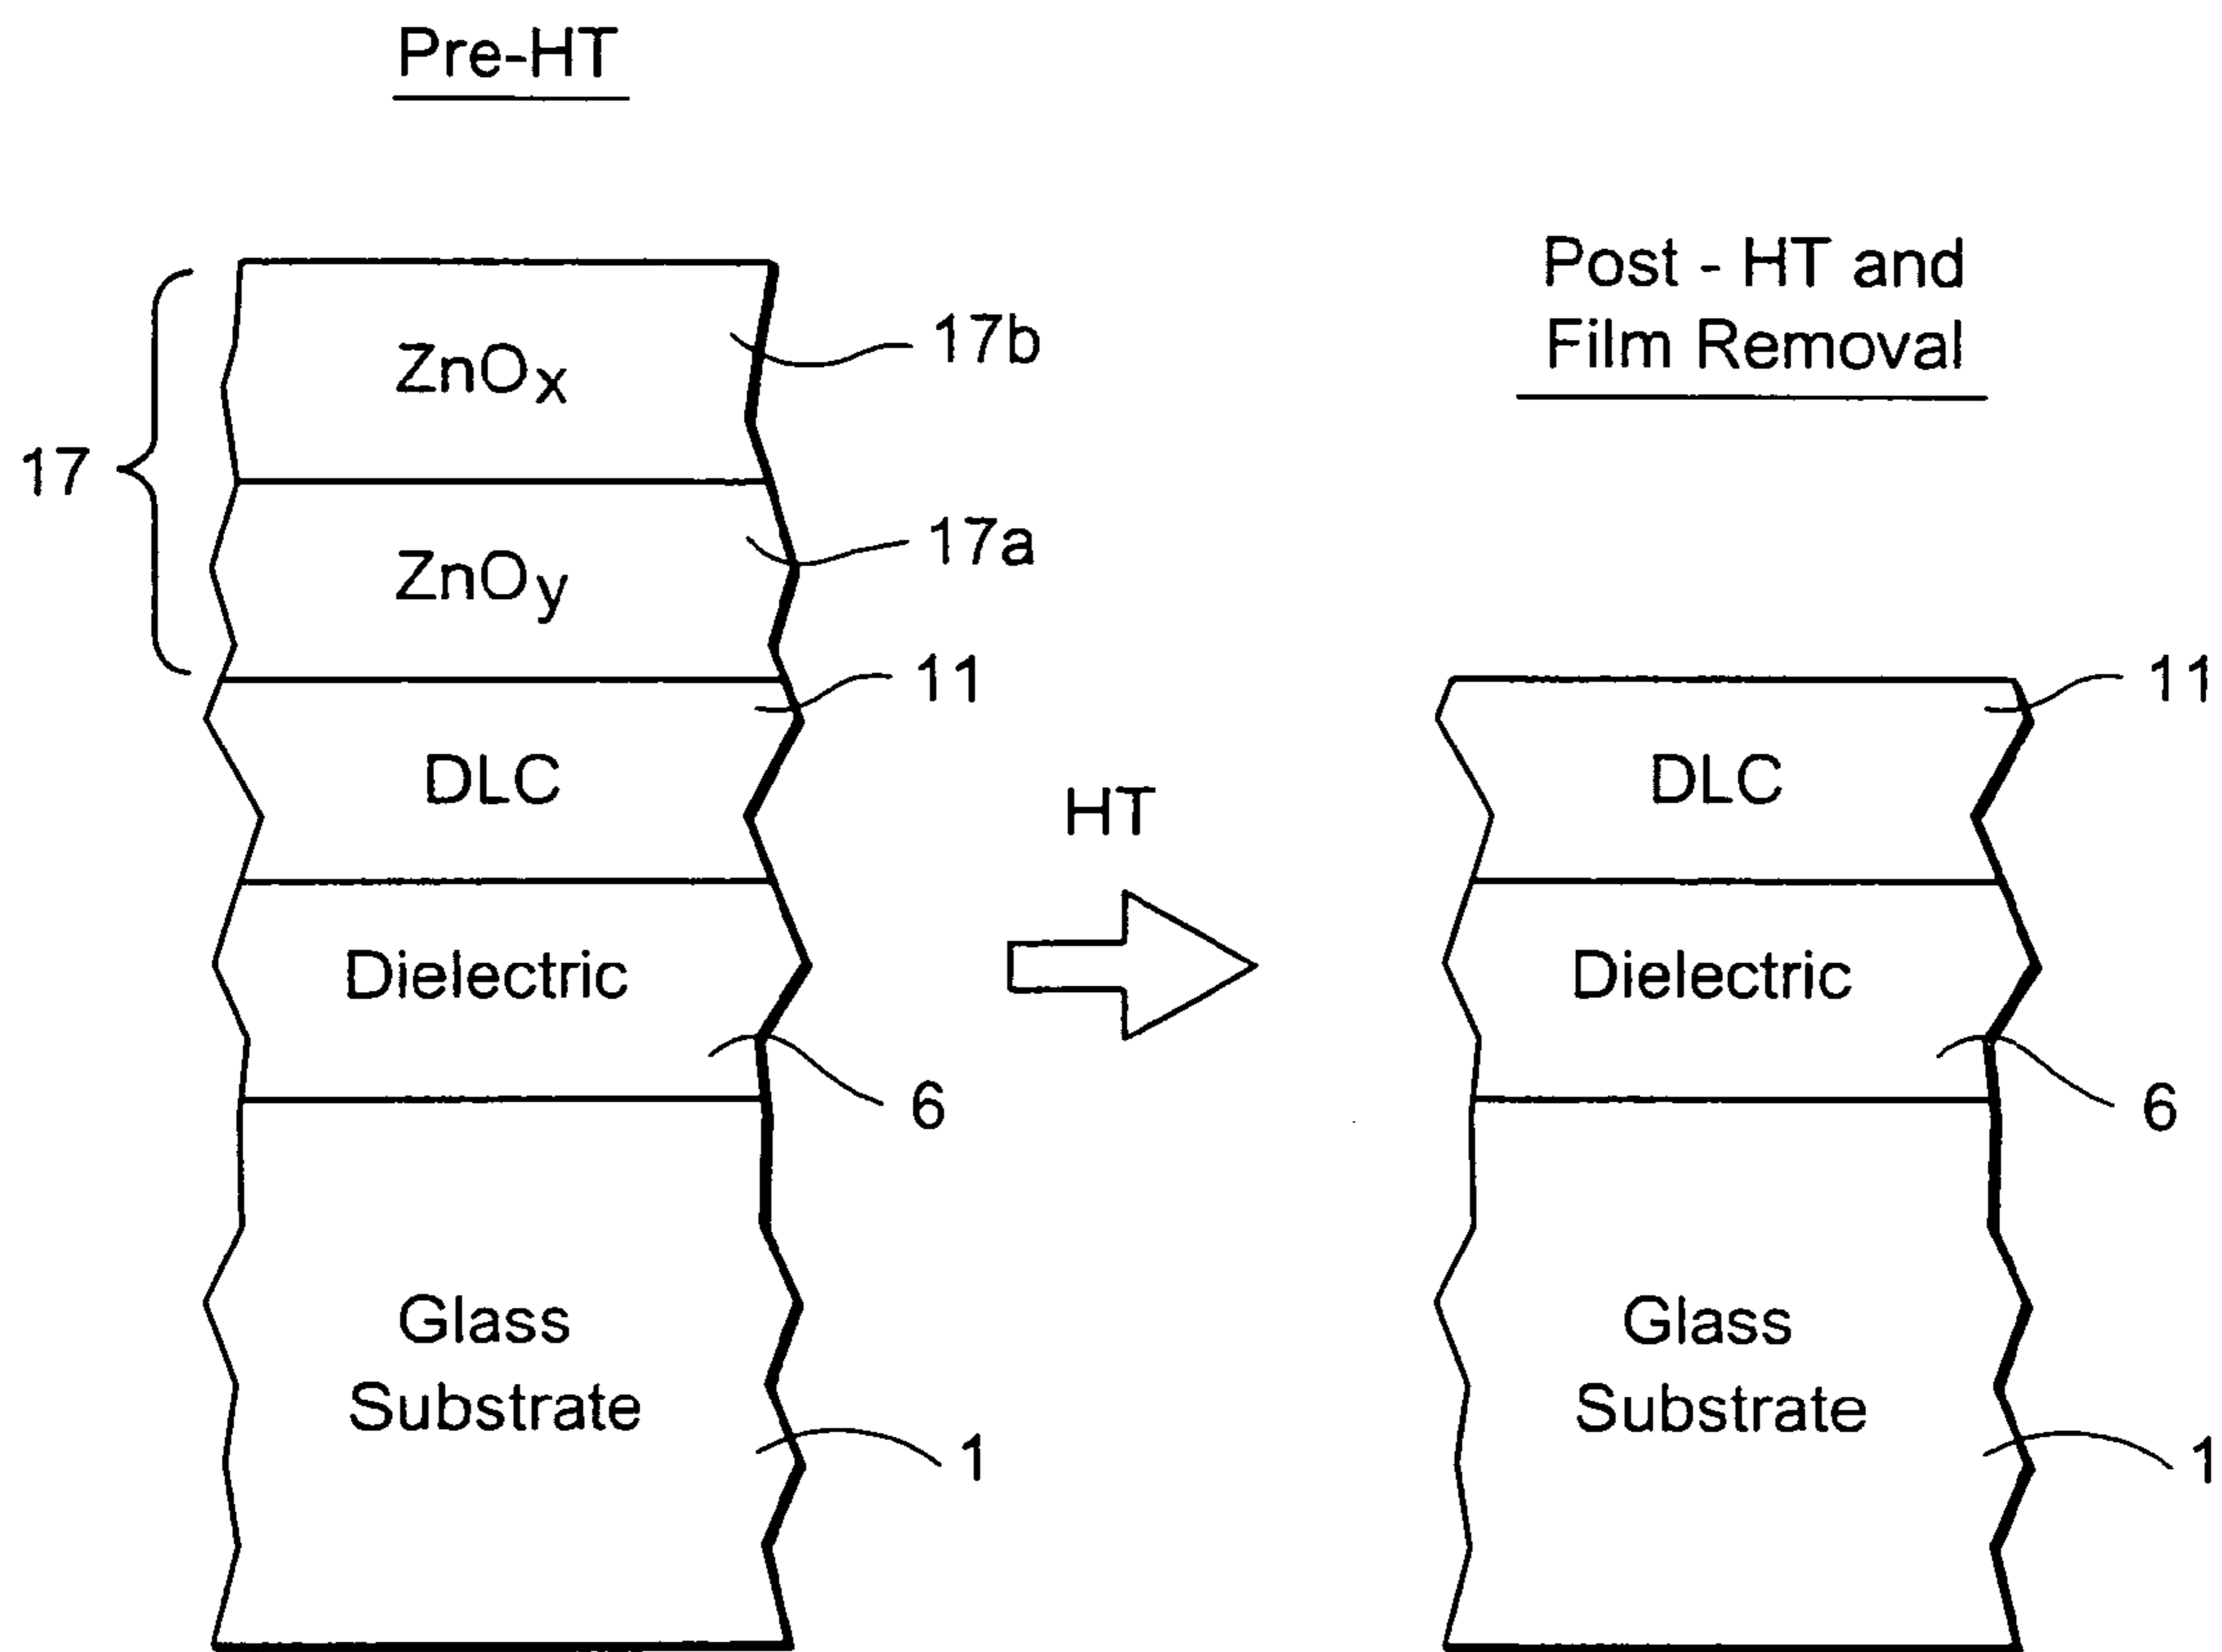 Pre-HT
ZnOx
17b
17
ZnOy
17a
11
DLC
Dielectric
6
Glass
Substrate
1
HT
Post - HT and
Film Removal
11
DLC
Dielectric
6
Glass
Substrate
1